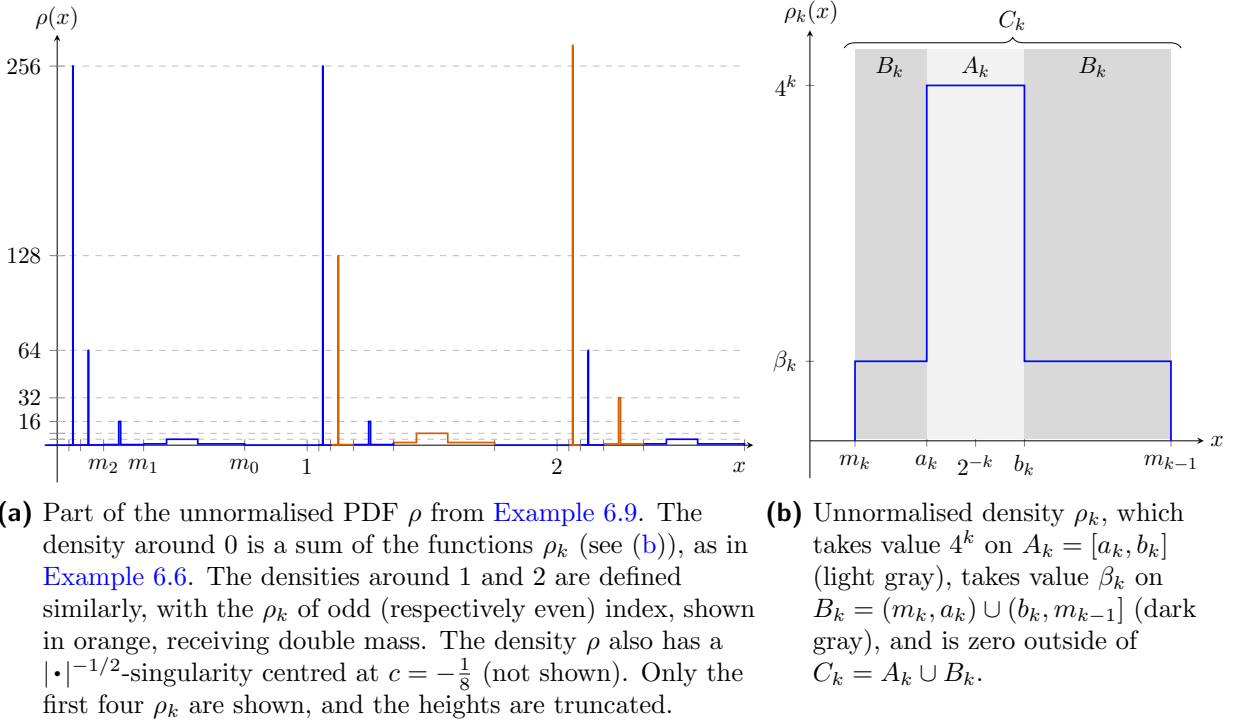 ρ(x)
256
128
64
32
16
m₂ m₁ m₀ 1 2 x
ρₖ(x)
Cₖ
Bₖ Aₖ Bₖ
4ᵏ
βₖ
mₖ aₖ 2⁻ᵏ bₖ mₖ₋₁ x
(a) Part of the unnormalised PDF ρ from Example 6.9. The
density around 0 is a sum of the functions ρₖ (see (b)), as in
Example 6.6. The densities around 1 and 2 are defined
similarly, with the ρₖ of odd (respectively even) index, shown
in orange, receiving double mass. The density ρ also has a
|•|⁻¹ᐟ²-singularity centred at c = −1/8 (not shown). Only the
first four ρₖ are shown, and the heights are truncated.
(b) Unnormalised density ρₖ, which
takes value 4ᵏ on Aₖ = [aₖ, bₖ]
(light gray), takes value βₖ on
Bₖ = (mₖ, aₖ) ∪ (bₖ, mₖ₋₁] (dark
gray), and is zero outside of
Cₖ = Aₖ ∪ Bₖ.